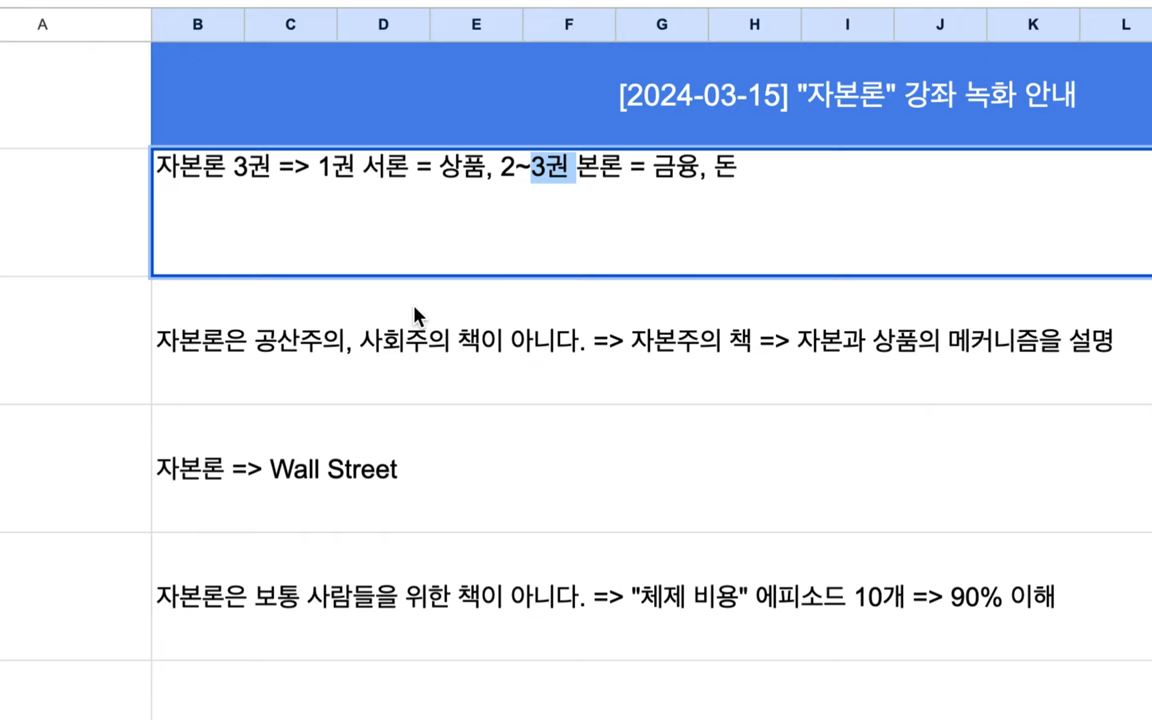 A B C D E F G H I J K L
[2024-03-15] "자본론" 강좌 녹화 안내
자본론 3권 => 1권 서론 = 상품, 2~3권 본론 = 금융, 돈
자본론은 공산주의, 사회주의 책이 아니다. => 자본주의 책 => 자본과 상품의 메커니즘을 설명
자본론 => Wall Street
자본론은 보통 사람들을 위한 책이 아니다. => "체제 비용" 에피소드 10개 => 90% 이해